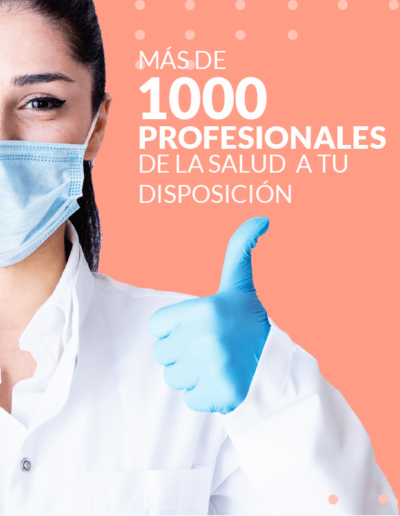 MÁS DE
1000
PROFESIONALES
DE LA SALUD A TU
DISPOSICIÓN